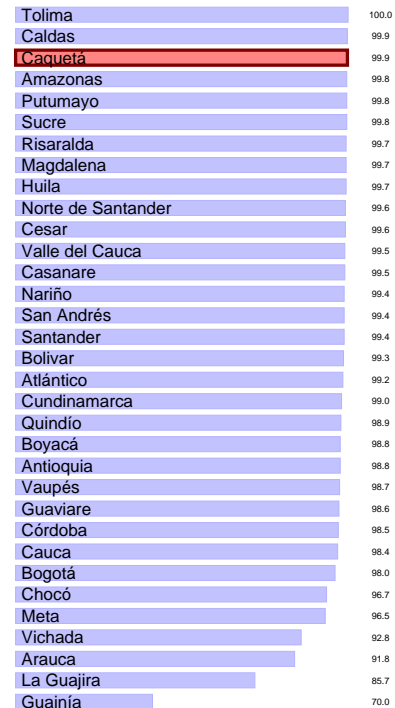 Tolima 100.0
Caldas 99.9
Caquetá 99.9
Amazonas 99.8
Putumayo 99.8
Sucre 99.8
Risaralda 99.7
Magdalena 99.7
Huila 99.7
Norte de Santander 99.6
Cesar 99.6
Valle del Cauca 99.5
Casanare 99.5
Nariño 99.4
San Andrés 99.4
Santander 99.4
Bolivar 99.3
Atlántico 99.2
Cundinamarca 99.0
Quindío 98.9
Boyacá 98.8
Antioquia 98.8
Vaupés 98.7
Guaviare 98.6
Córdoba 98.5
Cauca 98.4
Bogotá 98.0
Chocó 96.7
Meta 96.5
Vichada 92.8
Arauca 91.8
La Guajira 85.7
Guainía 70.0